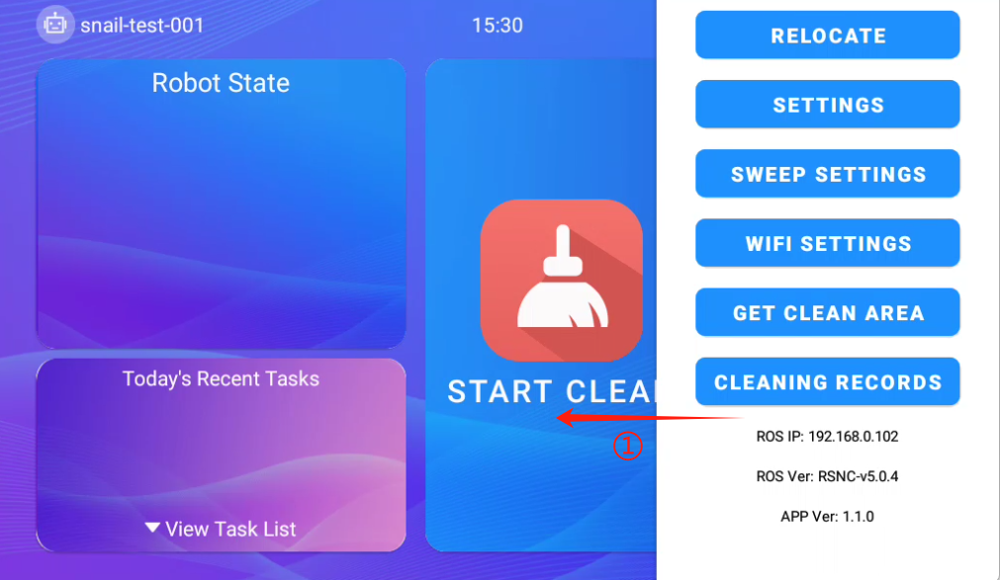 snail-test-001
15:30
Robot State
START CLEA
Today's Recent Tasks
View Task List
①
RELOCATE
SETTINGS
SWEEP SETTINGS
WIFI SETTINGS
GET CLEAN AREA
CLEANING RECORDS
ROS IP: 192.168.0.102
ROS Ver: RSNC-v5.0.4
APP Ver: 1.1.0